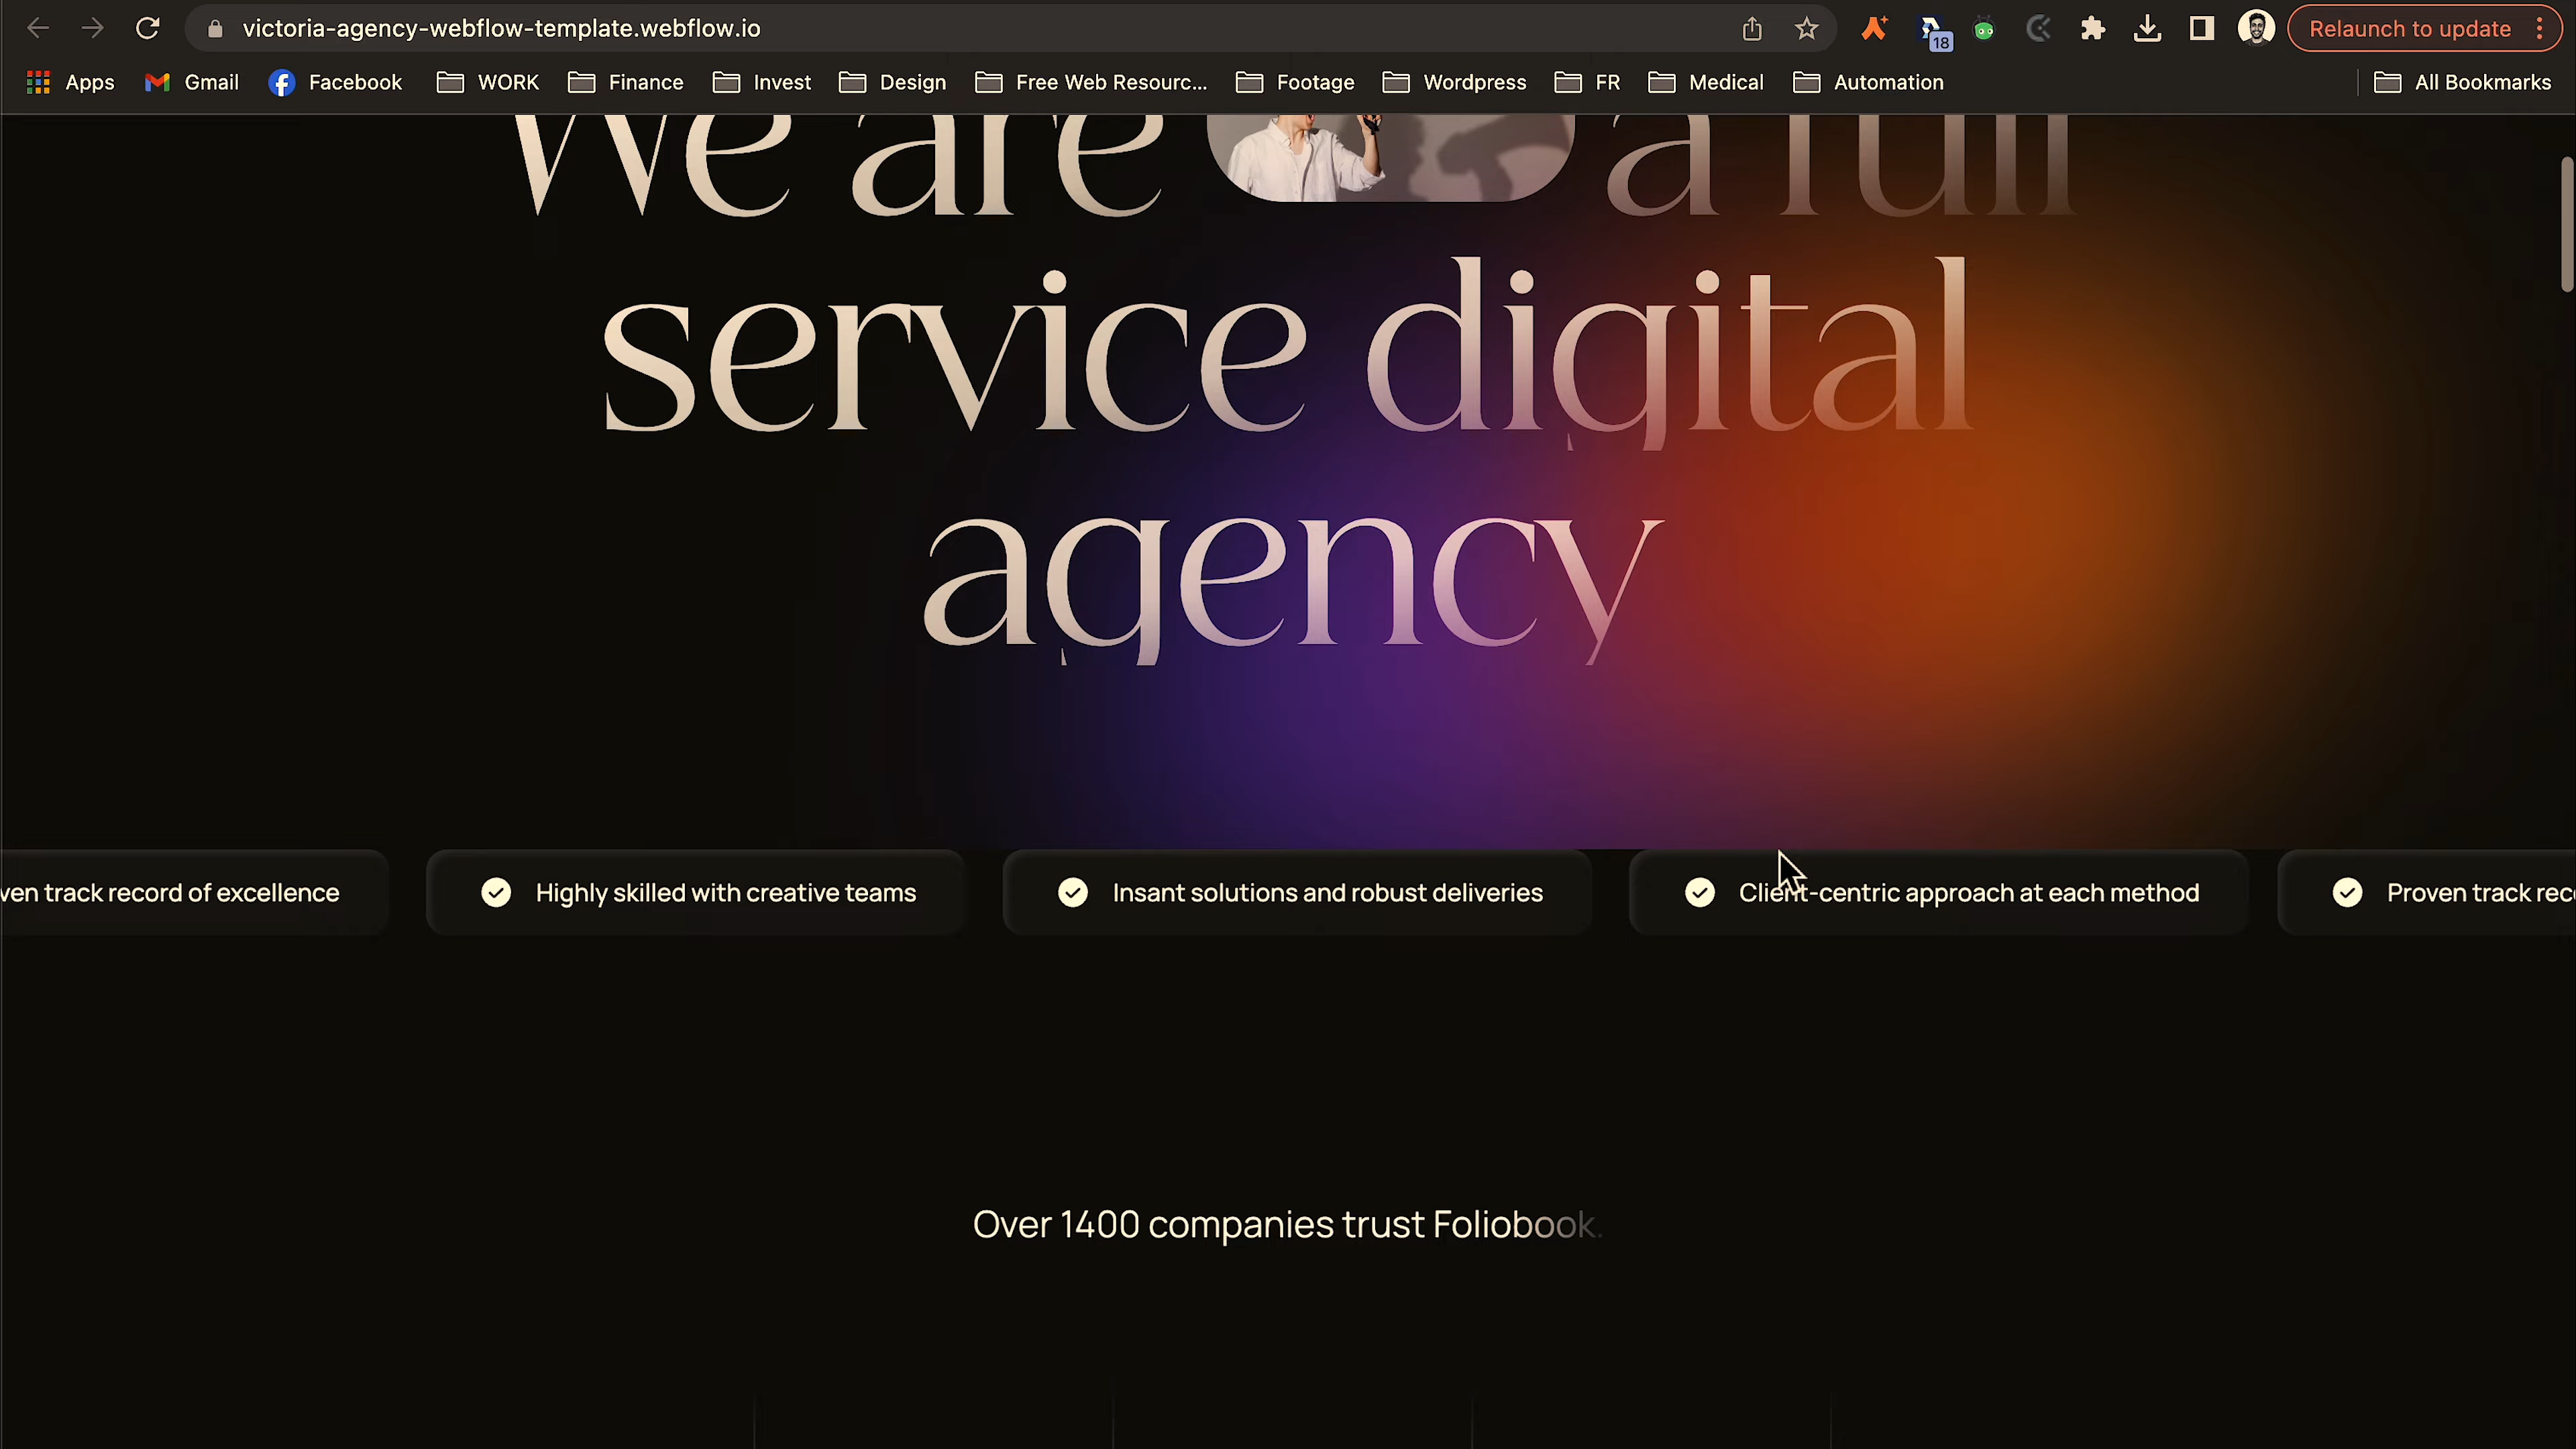 victoria-agency-webflow-template.webflow.io
18
Relaunch to update
Apps Gmail Facebook WORK Finance Invest Design Free Web Resourc... Footage Wordpress FR Medical Automation All Bookmarks
We are a full
service digital
agency
ven track record of excellence
Highly skilled with creative teams
Insant solutions and robust deliveries
Client-centric approach at each method
Proven track rec
Over 1400 companies trust Foliobook.